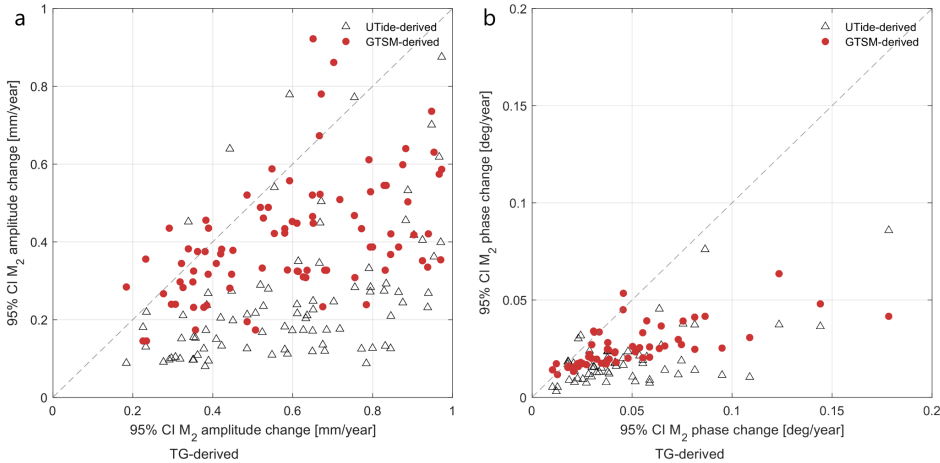 a
UTide-derived
GTSM-derived
95% CI M2 amplitude change [mm/year]
1
0.8
0.6
0.4
0.2
0
0
0.2
0.4
0.6
0.8
1
95% CI M2 amplitude change [mm/year]
TG-derived
b
UTide-derived
GTSM-derived
95% CI M2 phase change [deg/year]
0.2
0.15
0.1
0.05
0
0
0.05
0.1
0.15
0.2
95% CI M2 phase change [deg/year]
TG-derived